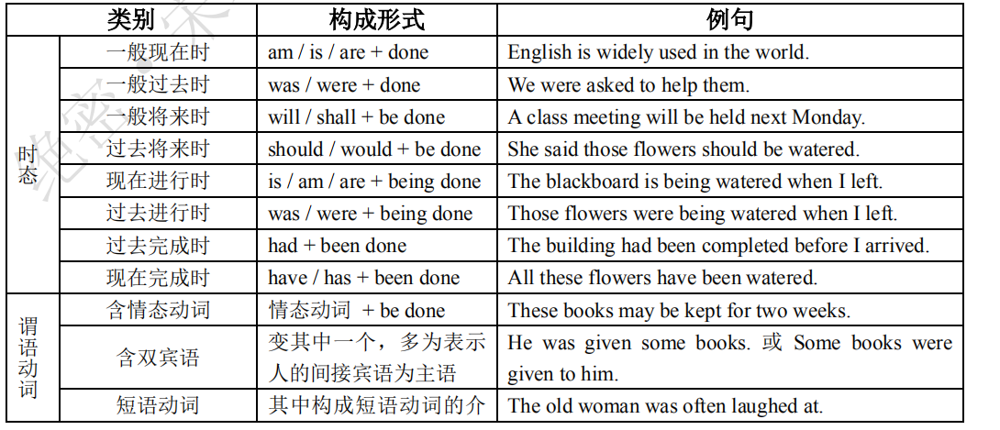 类别 构成形式 例句
时态
一般现在时 am / is / are + done English is widely used in the world.
一般过去时 was / were + done We were asked to help them.
一般将来时 will / shall + be done A class meeting will be held next Monday.
过去将来时 should / would + be done She said those flowers should be watered.
现在进行时 is / am / are + being done The blackboard is being watered when I left.
过去进行时 was / were + being done Those flowers were being watered when I left.
过去完成时 had + been done The building had been completed before I arrived.
现在完成时 have / has + been done All these flowers have been watered.
谓语动词
含情态动词 情态动词 + be done These books may be kept for two weeks.
含双宾语 变其中一个，多为表示 He was given some books. 或 Some books were
人的间接宾语为主语 given to him.
短语动词 其中构成短语动词的介 The old woman was often laughed at.
绝密·宋